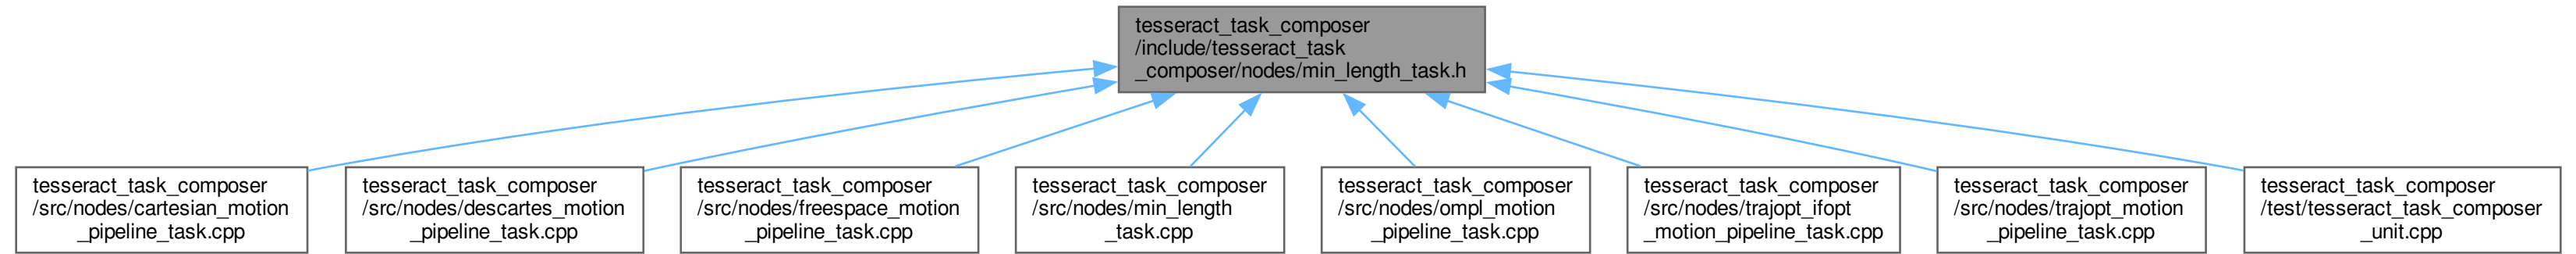 tesseract_task_composer
/include/tesseract_task
_composer/nodes/min_length_task.h
tesseract_task_composer
/src/nodes/cartesian_motion
_pipeline_task.cpp
tesseract_task_composer
/src/nodes/descartes_motion
_pipeline_task.cpp
tesseract_task_composer
/src/nodes/freespace_motion
_pipeline_task.cpp
tesseract_task_composer
/src/nodes/min_length
_task.cpp
tesseract_task_composer
/src/nodes/ompl_motion
_pipeline_task.cpp
tesseract_task_composer
/src/nodes/trajopt_ifopt
_motion_pipeline_task.cpp
tesseract_task_composer
/src/nodes/trajopt_motion
_pipeline_task.cpp
tesseract_task_composer
/test/tesseract_task_composer
_unit.cpp